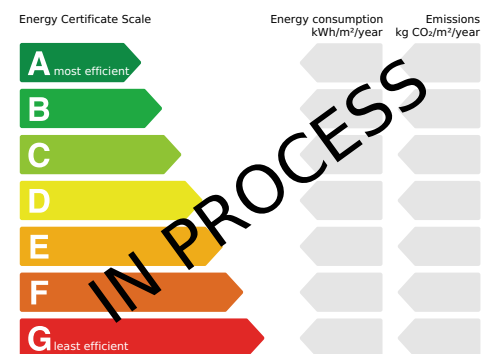 Energy Certificate Scale
Energy consumption
kWh/m²/year
Emissions
kg CO₂/m²/year
A most efficient
B
C
D
E
F
G least efficient
IN PROCESS